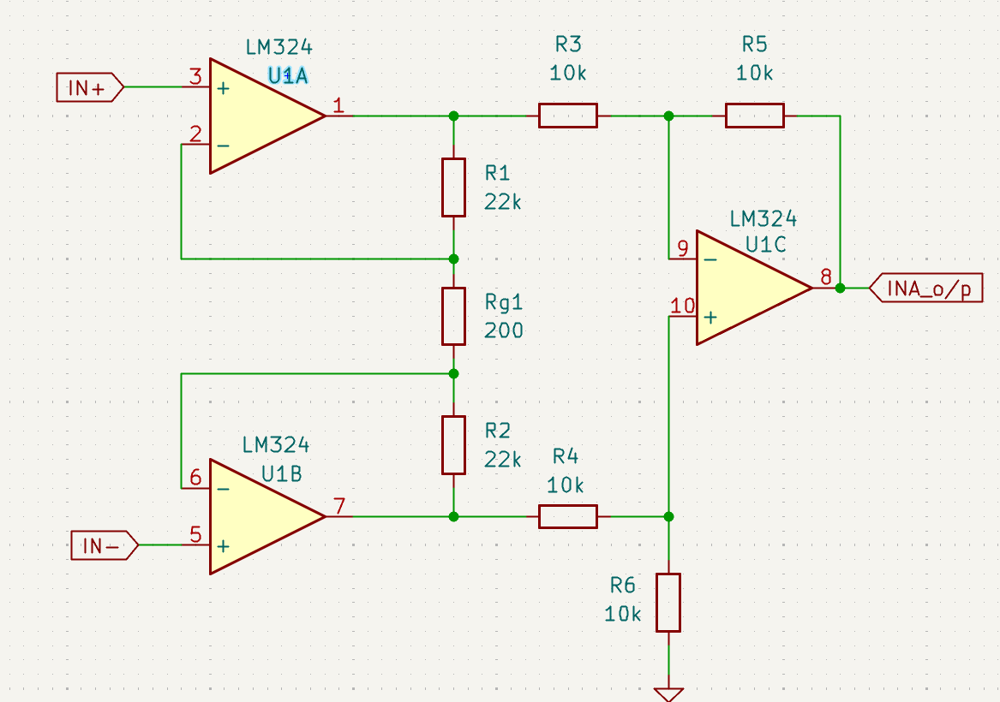 LM324
U1A
IN+
3
+
2
−
1
R3
10k
R5
10k
R1
22k
LM324
U1C
9
−
10
+
8
INA_o/p
Rg1
200
LM324
U1B
6
−
5
+
7
IN−
R2
22k
R4
10k
R6
10k